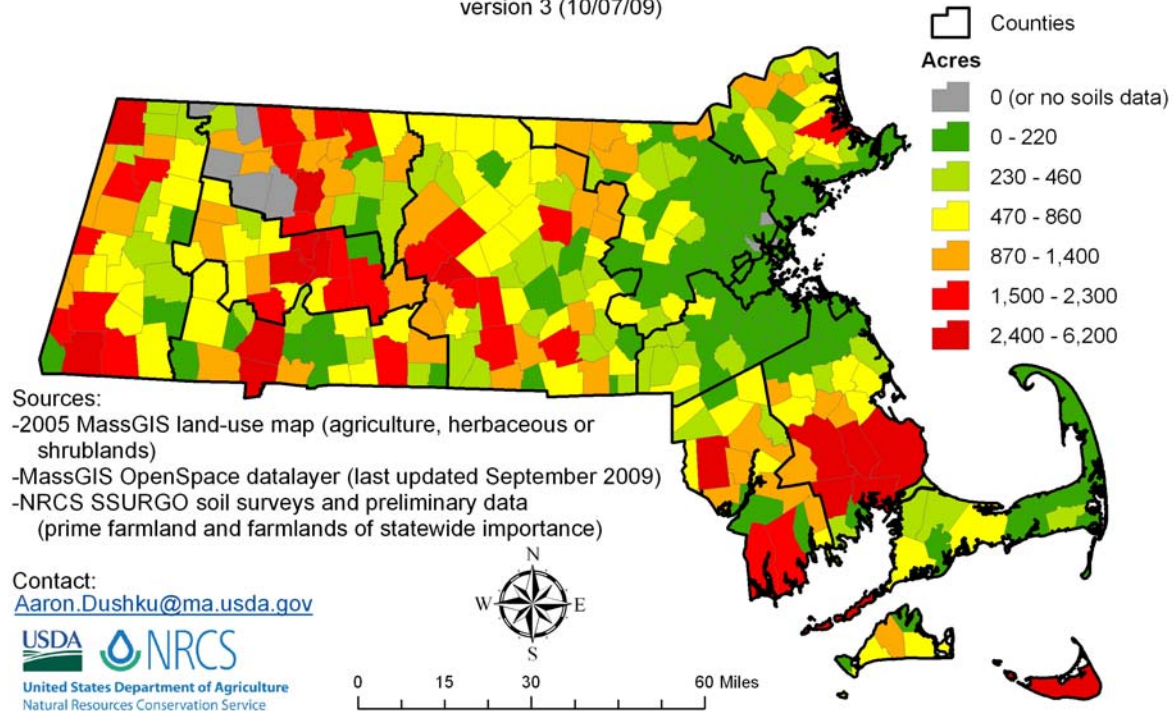 version 3 (10/07/09)
Counties
Acres
0 (or no soils data)
0 - 220
230 - 460
470 - 860
870 - 1,400
1,500 - 2,300
2,400 - 6,200
Sources:
-2005 MassGIS land-use map (agriculture, herbaceous or
shrublands)
-MassGIS OpenSpace datalayer (last updated September 2009)
-NRCS SSURGO soil surveys and preliminary data
(prime farmland and farmlands of statewide importance)
Contact:
Aaron.Dushku@ma.usda.gov
N
W E
S
USDA NRCS
United States Department of Agriculture
Natural Resources Conservation Service
0 15 30 60 Miles